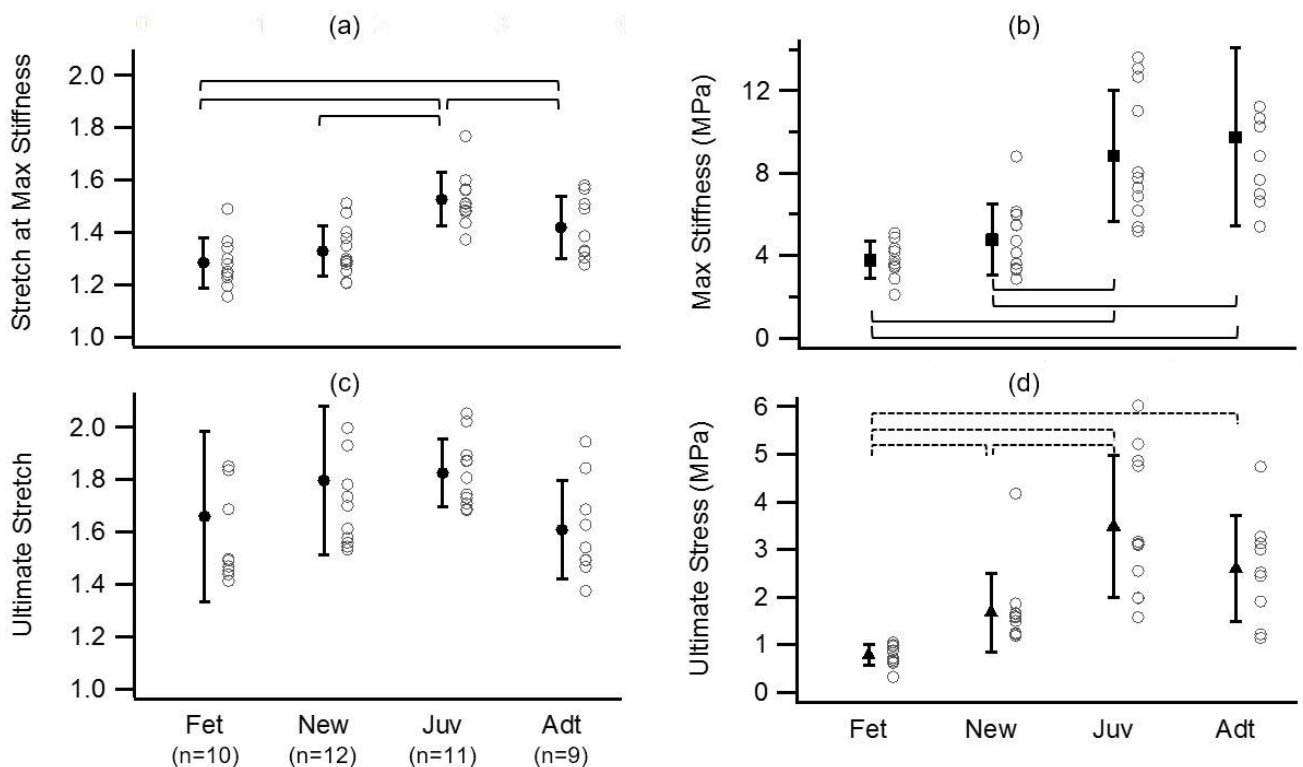 (a)
Stretch at Max Stiffness
2.0
1.8
1.6
1.4
1.2
1.0
(b)
Max Stiffness (MPa)
12
8
4
0
(c)
Ultimate Stretch
2.0
1.8
1.6
1.4
1.2
1.0
Fet New Juv Adt
(n=10) (n=12) (n=11) (n=9)
(d)
Ultimate Stress (MPa)
6
5
4
3
2
1
0
Fet New Juv Adt